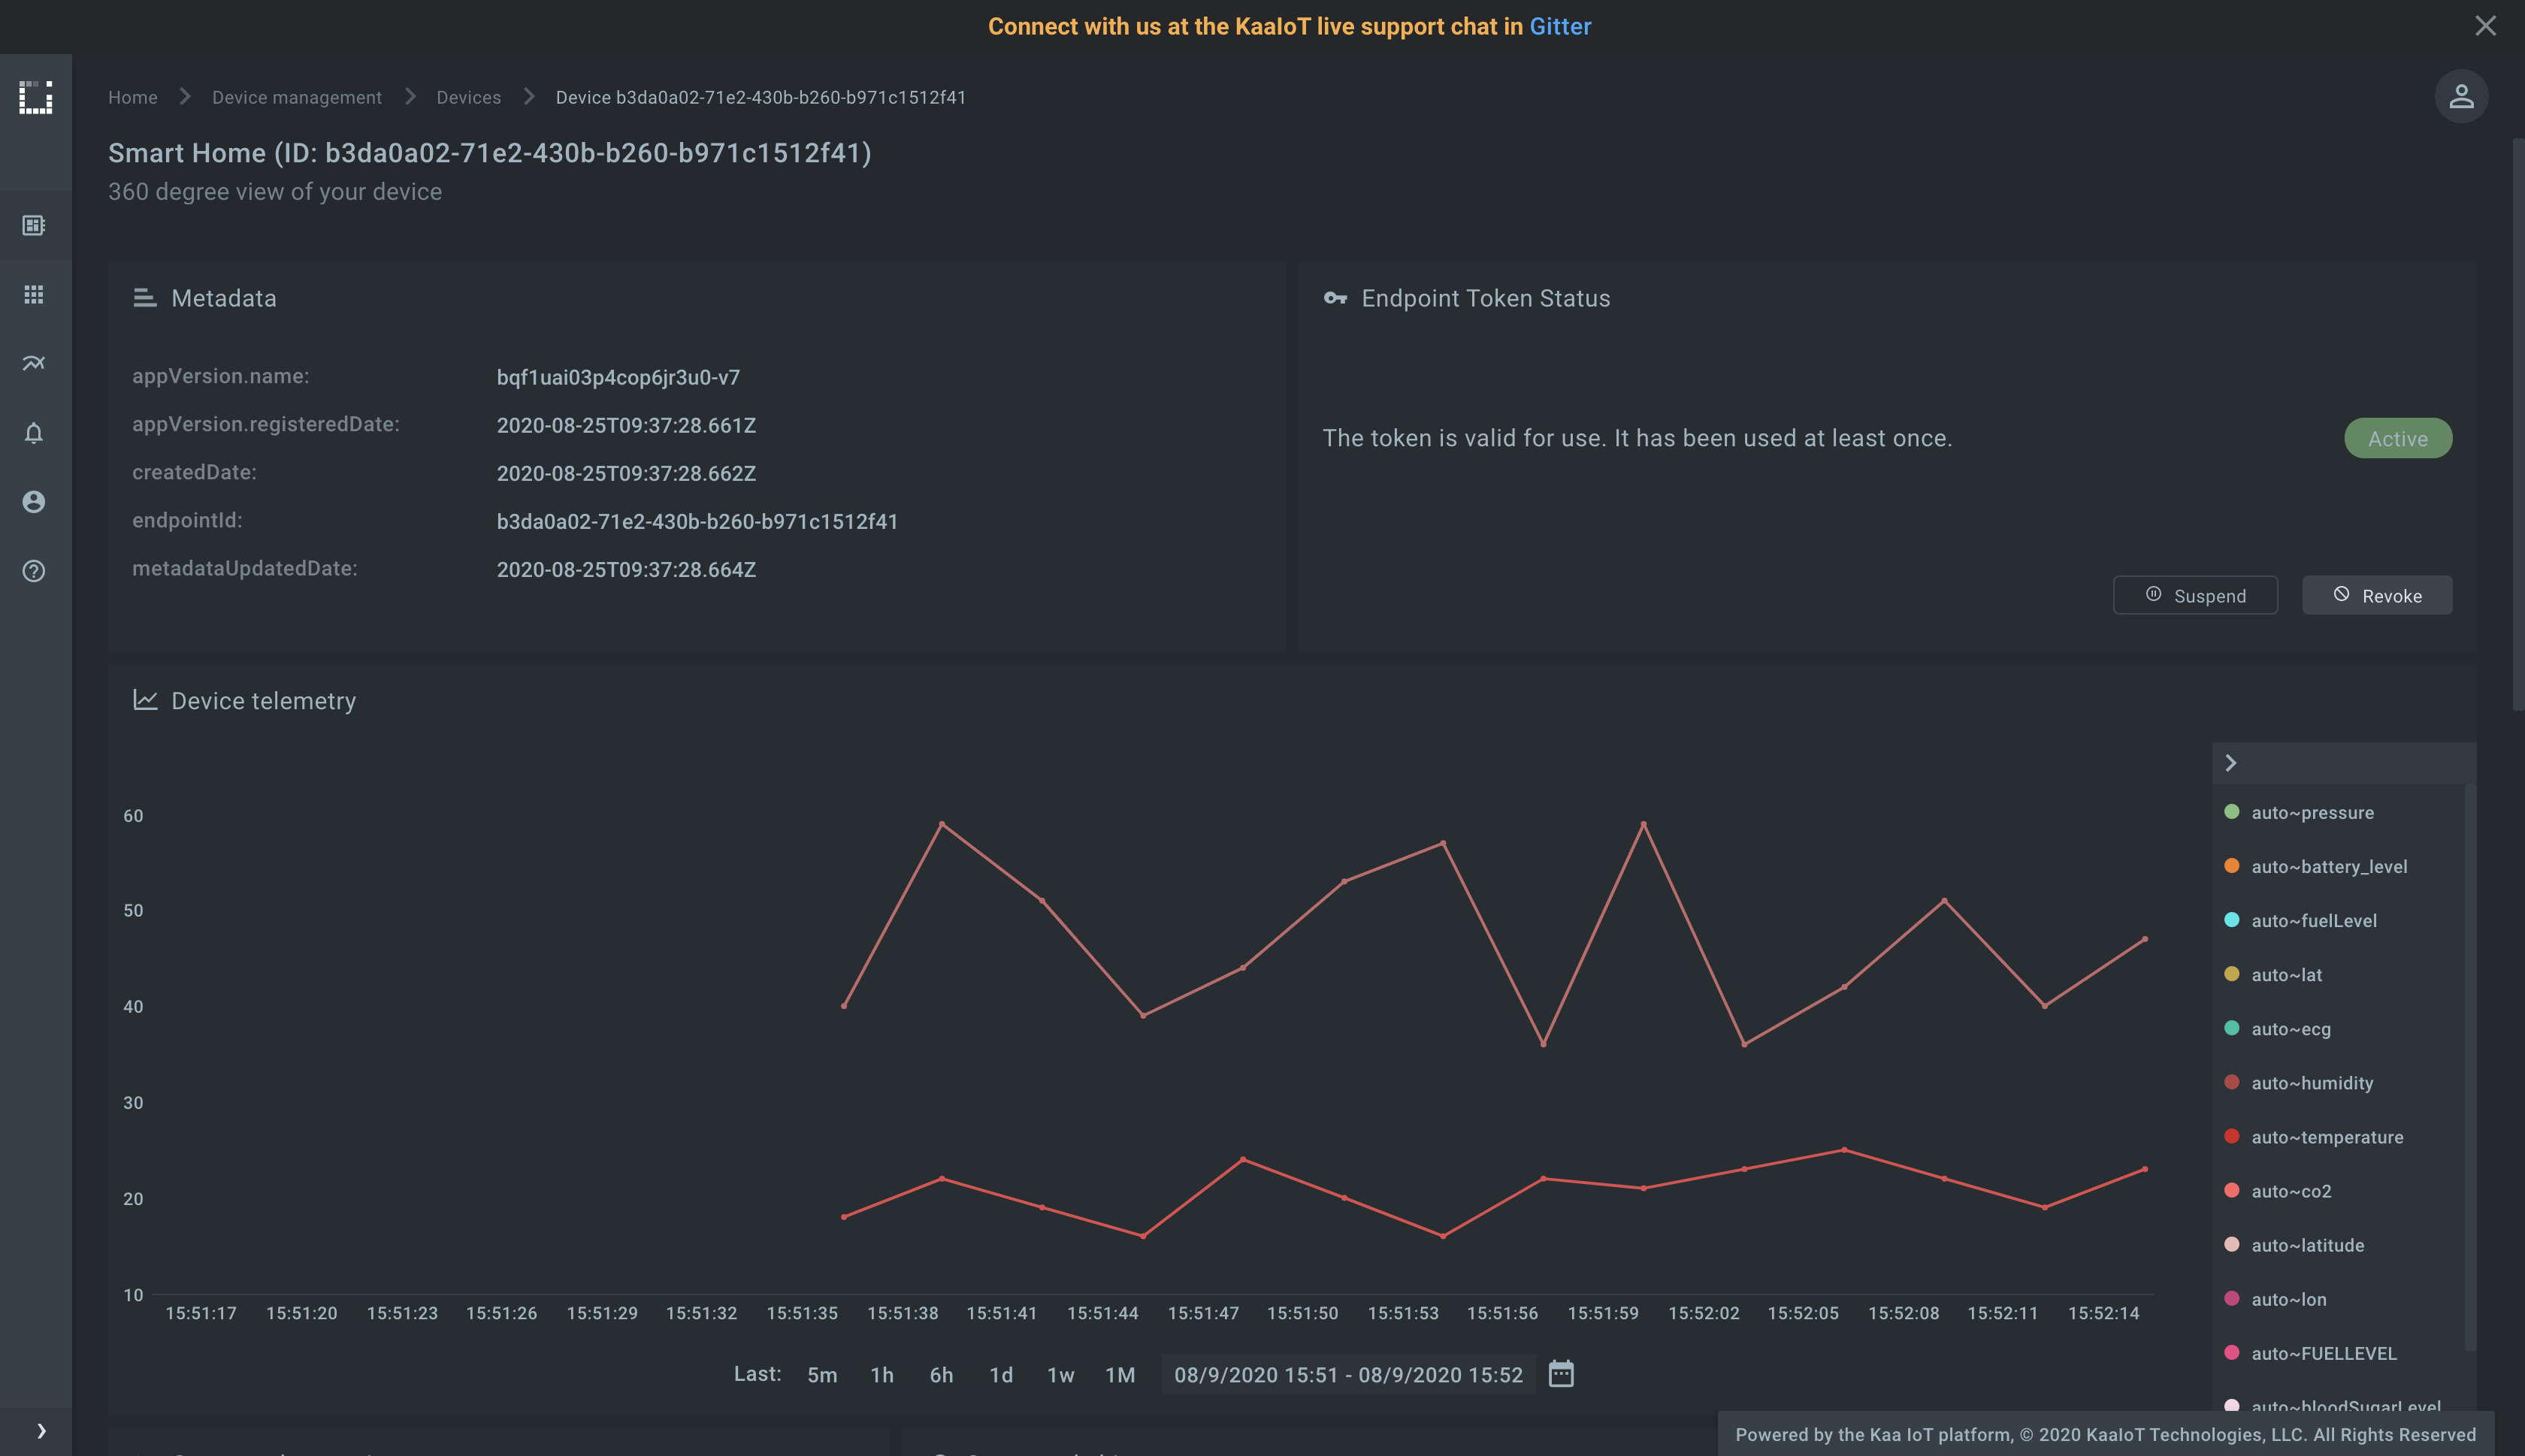 Connect with us at the KaaIoT live support chat in Gitter
Home Device management Devices Device b3da0a02-71e2-430b-b260-b971c1512f41
Smart Home (ID: b3da0a02-71e2-430b-b260-b971c1512f41)
360 degree view of your device
Metadata
appVersion.name: bqf1uai03p4cop6jr3u0-v7
appVersion.registeredDate: 2020-08-25T09:37:28.661Z
createdDate: 2020-08-25T09:37:28.662Z
endpointId: b3da0a02-71e2-430b-b260-b971c1512f41
metadataUpdatedDate: 2020-08-25T09:37:28.664Z
Endpoint Token Status
The token is valid for use. It has been used at least once.
Active
Suspend Revoke
Device telemetry
60
50
40
30
20
10
15:51:17 15:51:20 15:51:23 15:51:26 15:51:29 15:51:32 15:51:35 15:51:38 15:51:41 15:51:44 15:51:47 15:51:50 15:51:53 15:51:56 15:51:59 15:52:02 15:52:05 15:52:08 15:52:11 15:52:14
auto~pressure
auto~battery_level
auto~fuelLevel
auto~lat
auto~ecg
auto~humidity
auto~temperature
auto~co2
auto~latitude
auto~lon
auto~FUELLEVEL
auto~bloodSugarLevel
Last: 5m 1h 6h 1d 1w 1M 08/9/2020 15:51 - 08/9/2020 15:52
Powered by the Kaa IoT platform, © 2020 KaaIoT Technologies, LLC. All Rights Reserved